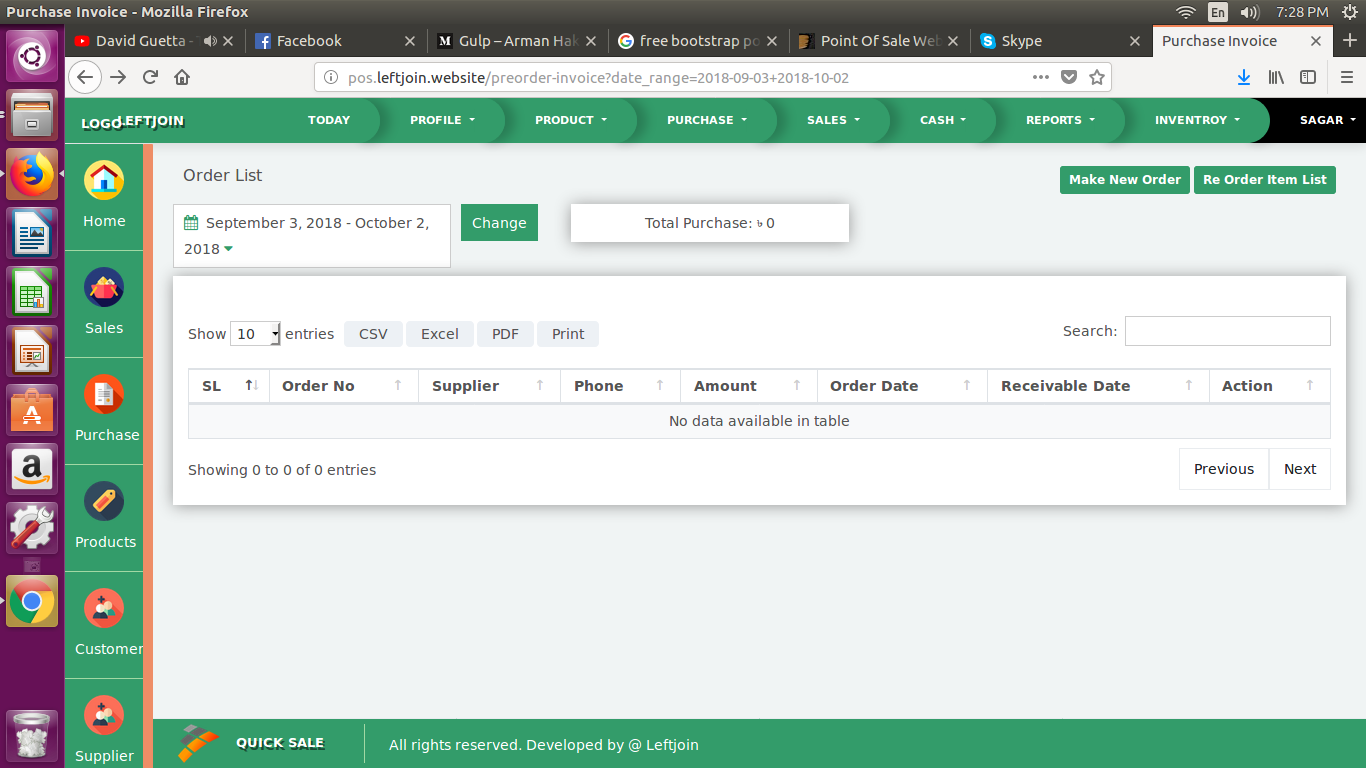 Purchase Invoice - Mozilla Firefox
En
7:28 PM
David Guetta -
Facebook
Gulp – Arman Hak
free bootstrap po
Point Of Sale Web
Skype
Purchase Invoice
pos.leftjoin.website/preorder-invoice?date_range=2018-09-03+2018-10-02
LOGO
LEFTJOIN
TODAY
PROFILE
PRODUCT
PURCHASE
SALES
CASH
REPORTS
INVENTROY
SAGAR
Home
Sales
Purchase
Products
Customer
Supplier
Order List
Make New Order
Re Order Item List
September 3, 2018 - October 2,
2018
Change
Total Purchase: ৳ 0
Show 10 entries
CSV
Excel
PDF
Print
Search:
SL
Order No
Supplier
Phone
Amount
Order Date
Receivable Date
Action
No data available in table
Showing 0 to 0 of 0 entries
Previous
Next
QUICK SALE
All rights reserved. Developed by @ Leftjoin